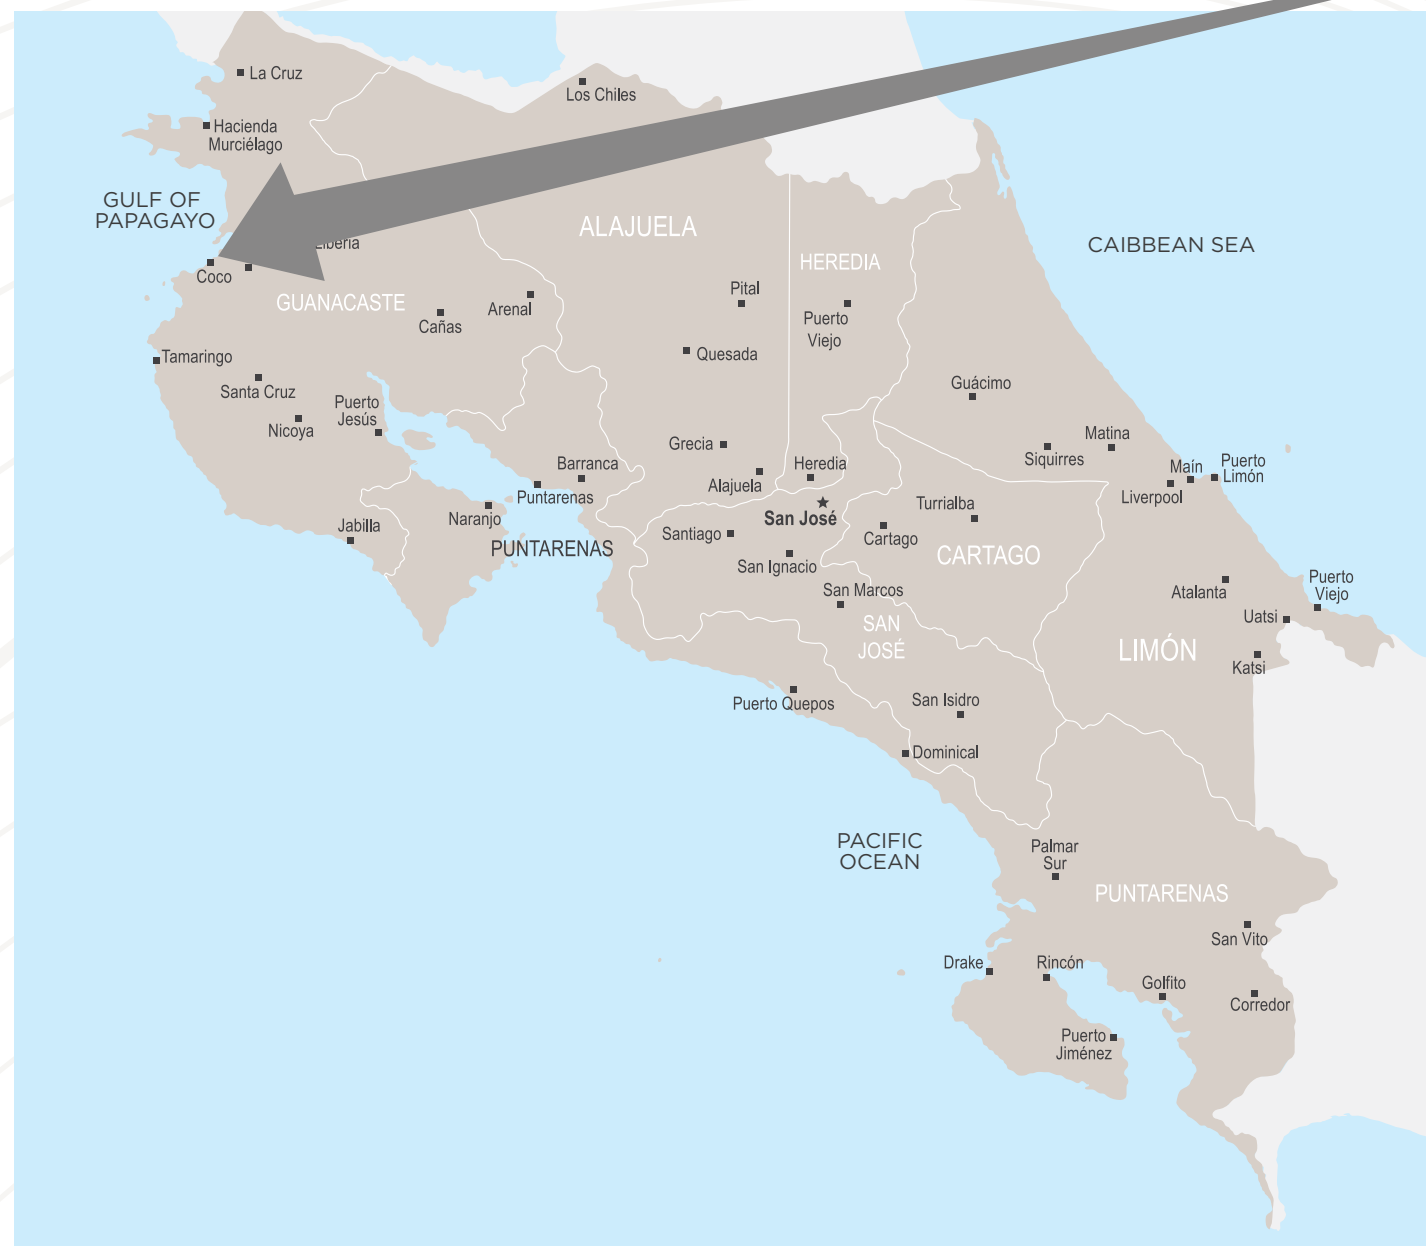 La Cruz
Los Chiles
Hacienda
Murciélago
GULF OF
PAPAGAYO
ALAJUELA
CAIBBEAN SEA
HEREDIA
Coco
GUANACASTE
Pital
Arenal
Cañas
Puerto
Viejo
Tamaringo
Quesada
Santa Cruz
Guácimo
Puerto
Jesús
Nicoya
Grecia
Matina
Siquirres
Barranca
Heredia
Maín
Puerto
Limón
Alajuela
Puntarenas
Liverpool
Naranjo
Turrialba
San José
Jabilla
Santiago
Cartago
PUNTARENAS
CARTAGO
San Ignacio
San Marcos
Atalanta
Puerto
Viejo
Uatsi
SAN
JOSÉ
LIMÓN
Katsi
Puerto Quepos
San Isidro
Dominical
PACIFIC
OCEAN
Palmar
Sur
PUNTARENAS
San Vito
Drake
Rincón
Golfito
Corredor
Puerto
Jiménez